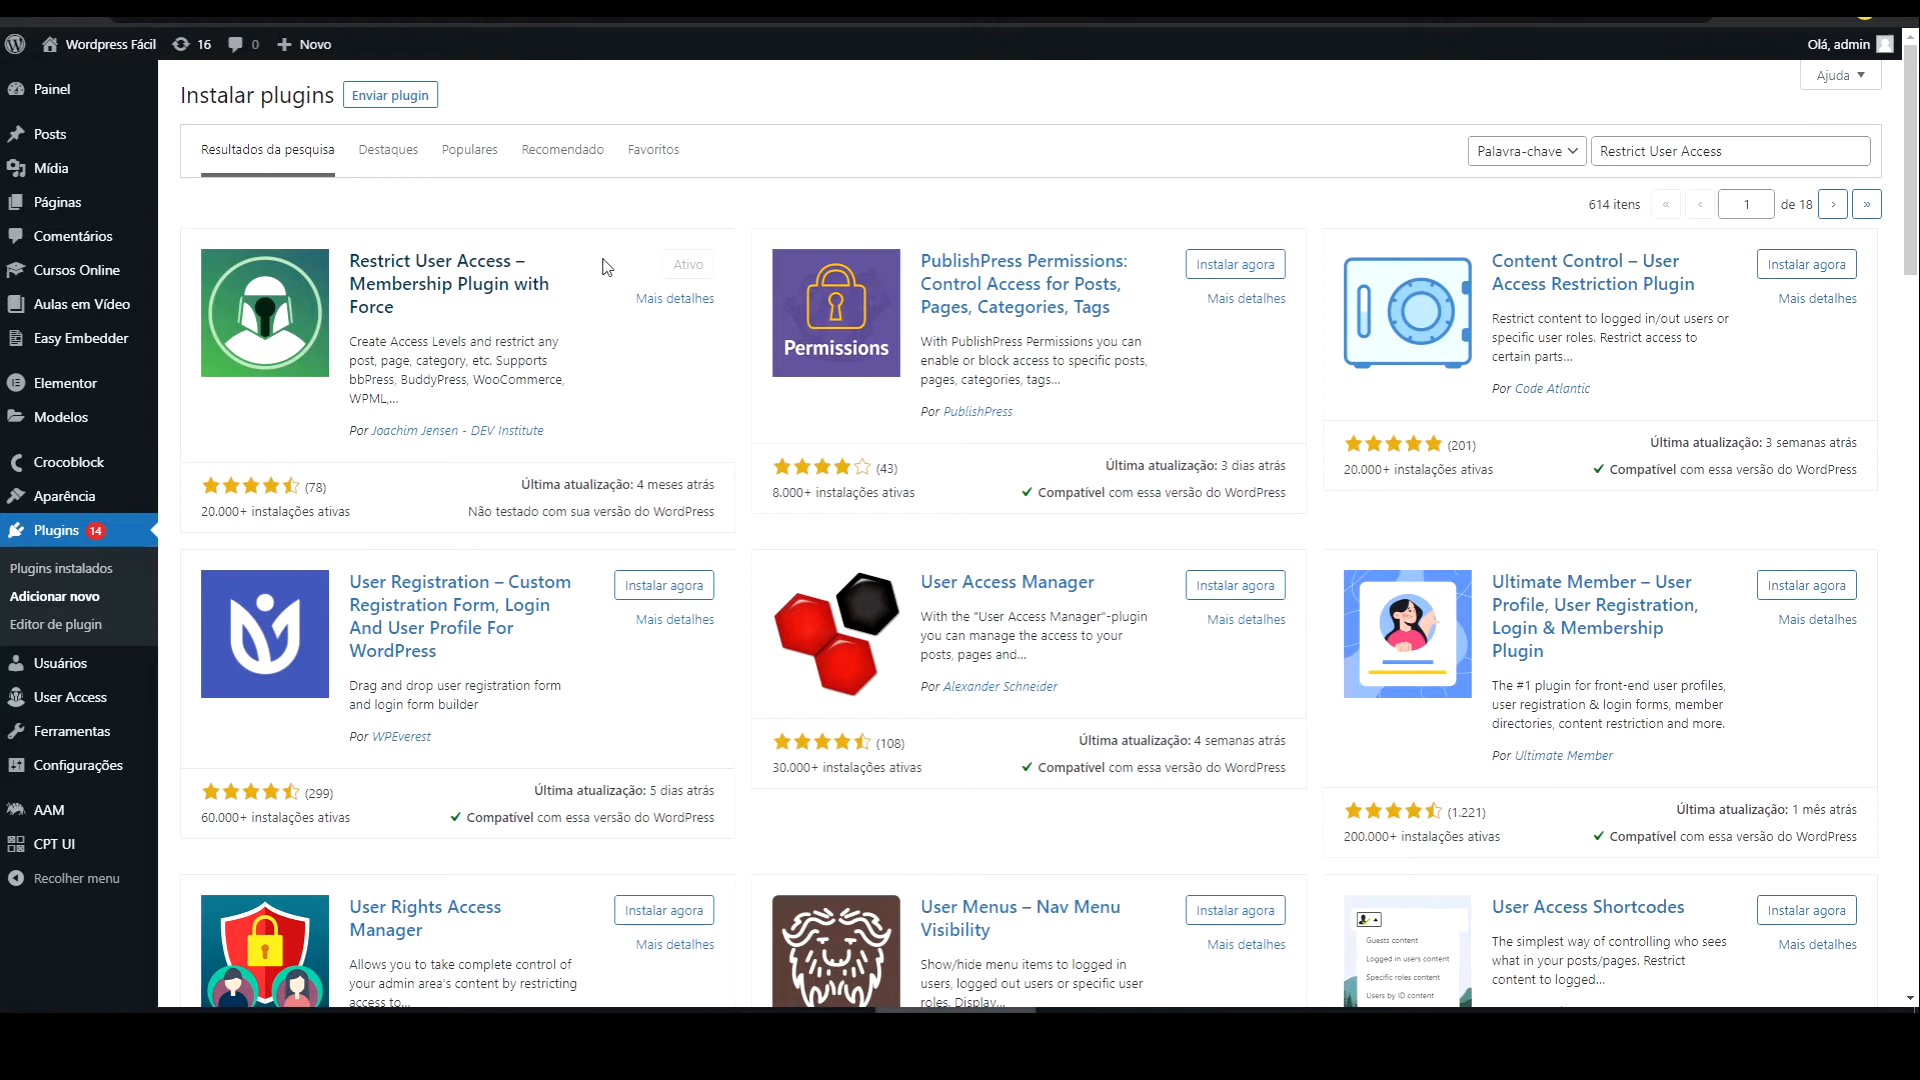 Wordpress Fácil
16
0
Novo
Olá, admin
Ajuda
Painel
Posts
Mídia
Páginas
Comentários
Cursos Online
Aulas em Vídeo
Easy Embedder
Elementor
Modelos
Crocoblock
Aparência
Plugins 14
Plugins instalados
Adicionar novo
Editor de plugin
Usuários
User Access
Ferramentas
Configurações
AAM
CPT UI
Recolher menu
Instalar plugins
Enviar plugin
Resultados da pesquisa
Destaques
Populares
Recomendado
Favoritos
Palavra-chave
Restrict User Access
614 itens
«
‹
1
de 18
›
»
Restrict User Access –
Membership Plugin with
Force
Ativo
Mais detalhes
Create Access Levels and restrict any
post, page, category, etc. Supports
bbPress, BuddyPress, WooCommerce,
WPML,...
Por Joachim Jensen - DEV Institute
(78)
20.000+ instalações ativas
Última atualização: 4 meses atrás
Não testado com sua versão do WordPress
Permissions
PublishPress Permissions:
Control Access for Posts,
Pages, Categories, Tags
Instalar agora
Mais detalhes
With PublishPress Permissions you can
enable or block access to specific posts,
pages, categories, tags...
Por PublishPress
(43)
8.000+ instalações ativas
Última atualização: 3 dias atrás
Compatível com essa versão do WordPress
Content Control – User
Access Restriction Plugin
Instalar agora
Mais detalhes
Restrict content to logged in/out users or
specific user roles. Restrict access to
certain parts...
Por Code Atlantic
(201)
20.000+ instalações ativas
Última atualização: 3 semanas atrás
Compatível com essa versão do WordPress
User Registration – Custom
Registration Form, Login
And User Profile For
WordPress
Instalar agora
Mais detalhes
Drag and drop user registration form
and login form builder
Por WPEverest
(299)
60.000+ instalações ativas
Última atualização: 5 dias atrás
Compatível com essa versão do WordPress
User Access Manager
Instalar agora
Mais detalhes
With the "User Access Manager"-plugin
you can manage the access to your
posts, pages and...
Por Alexander Schneider
(108)
30.000+ instalações ativas
Última atualização: 4 semanas atrás
Compatível com essa versão do WordPress
Ultimate Member – User
Profile, User Registration,
Login & Membership
Plugin
Instalar agora
Mais detalhes
The #1 plugin for front-end user profiles,
user registration & login forms, member
directories, content restriction and more.
Por Ultimate Member
(1.221)
200.000+ instalações ativas
Última atualização: 1 mês atrás
Compatível com essa versão do WordPress
User Rights Access
Manager
Instalar agora
Mais detalhes
Allows you to take complete control of
your admin area's content by restricting
access to...
User Menus – Nav Menu
Visibility
Instalar agora
Mais detalhes
Show/hide menu items to logged in
users, logged out users or specific user
roles. Display...
Guests content
Logged in users content
Specific roles content
Users by ID content
User Access Shortcodes
Instalar agora
Mais detalhes
The simplest way of controlling who sees
what in your posts/pages. Restrict
content to logged...